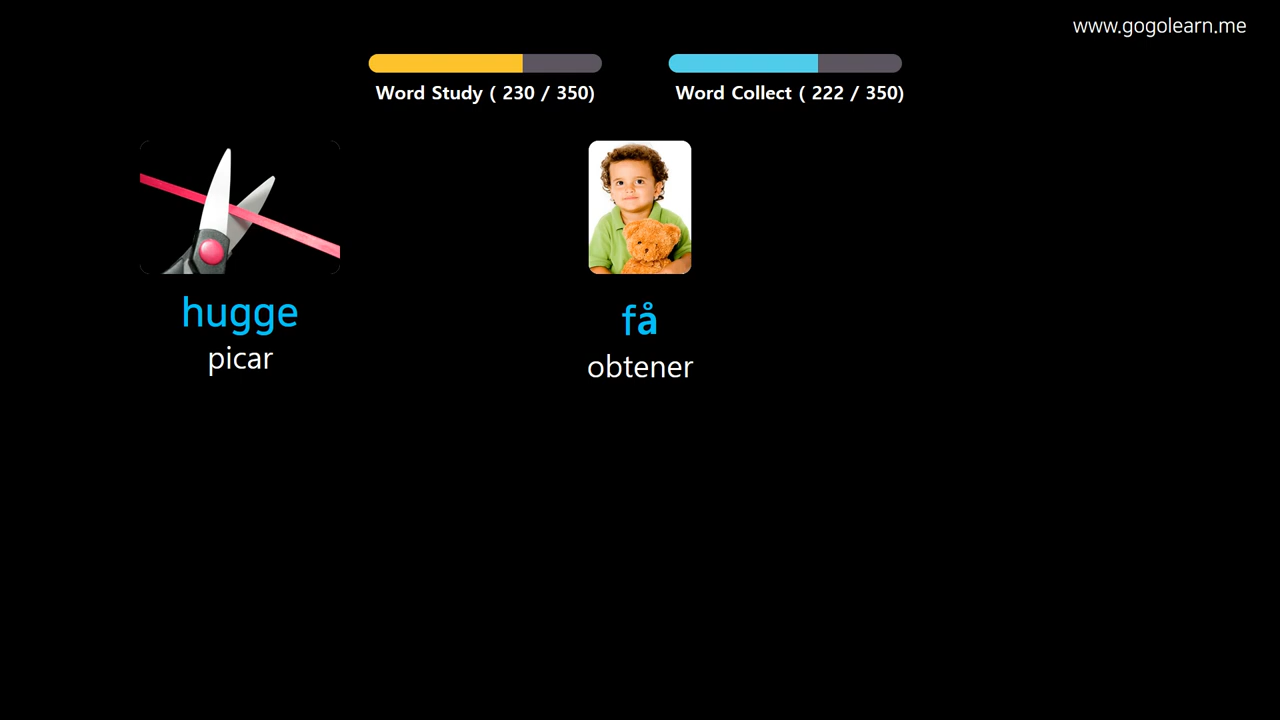 www.gogolearn.me
Word Study ( 230 / 350)
Word Collect ( 222 / 350)
hugge
picar
få
obtener